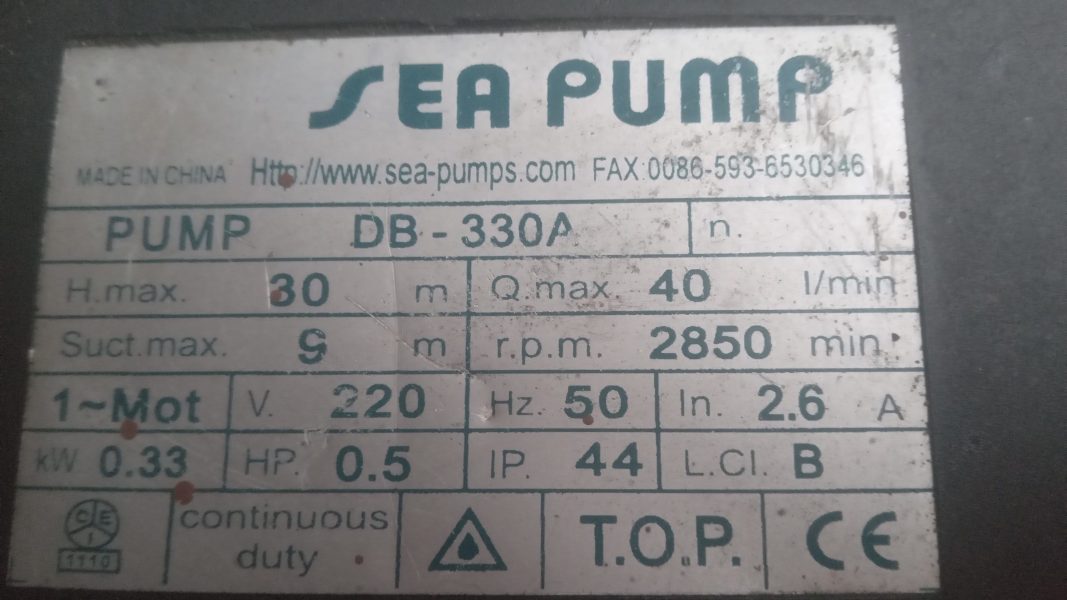 SEA PUMP
MADE IN CHINA Http://www.sea-pumps.com FAX:0086-593-6530346
PUMP DB-330A n.
H.max. 30 m Q.max. 40 l/min
Suct.max. 9 m r.p.m. 2850 min
1~Mot V. 220 Hz. 50 In. 2.6 A
kW 0.33 HP. 0.5 IP. 44 L.Cl. B
CEI
1110
continuous
duty
T.O.P.
CE